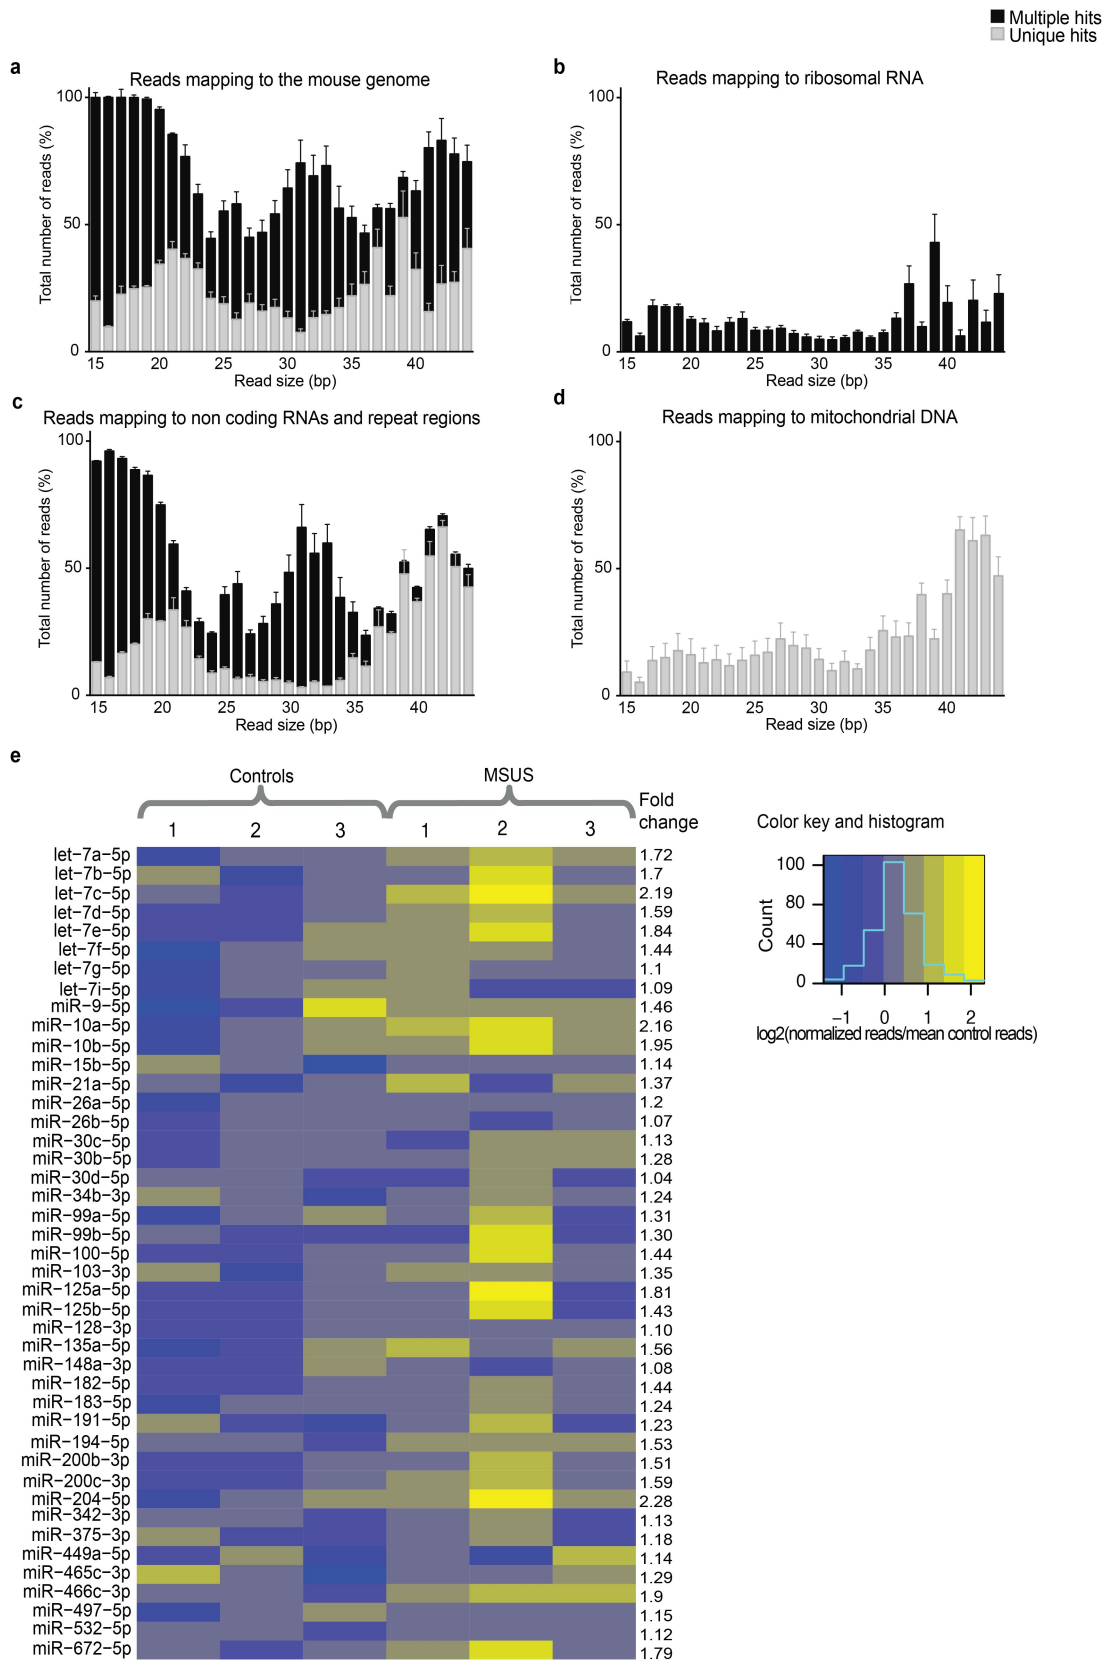 Multiple hits
Unique hits
a
Reads mapping to the mouse genome
Total number of reads (%)
100
50
0
15 20 25 30 35 40
Read size (bp)
b
Reads mapping to ribosomal RNA
Total number of reads (%)
100
50
0
15 20 25 30 35 40
Read size (bp)
c
Reads mapping to non coding RNAs and repeat regions
Total number of reads (%)
100
50
0
15 20 25 30 35 40
Read size (bp)
d
Reads mapping to mitochondrial DNA
Total number of reads (%)
100
50
0
15 20 25 30 35 40
Read size (bp)
e
Controls MSUS
Fold
change
1 2 3 1 2 3
let−7a−5p 1.72
let−7b−5p 1.7
let−7c−5p 2.19
let−7d−5p 1.59
let−7e−5p 1.84
let−7f−5p 1.44
let−7g−5p 1.1
let−7i−5p 1.09
miR−9−5p 1.46
miR−10a−5p 2.16
miR−10b−5p 1.95
miR−15b−5p 1.14
miR−21a−5p 1.37
miR−26a−5p 1.2
miR−26b−5p 1.07
miR−30c−5p 1.13
miR−30b−5p 1.28
miR−30d−5p 1.04
miR−34b−3p 1.24
miR−99a−5p 1.31
miR−99b−5p 1.30
miR−100−5p 1.44
miR−103−3p 1.35
miR−125a−5p 1.81
miR−125b−5p 1.43
miR−128−3p 1.10
miR−135a−5p 1.56
miR−148a−3p 1.08
miR−182−5p 1.44
miR−183−5p 1.24
miR−191−5p 1.23
miR−194−5p 1.53
miR−200b−3p 1.51
miR−200c−3p 1.59
miR−204−5p 2.28
miR−342−3p 1.13
miR−375−3p 1.18
miR−449a−5p 1.14
miR−465c−3p 1.29
miR−466c−3p 1.9
miR−497−5p 1.15
miR−532−5p 1.12
miR−672−5p 1.79
Color key and histogram
Count
100
80
40
0
−1 0 1 2
log2(normalized reads/mean control reads)